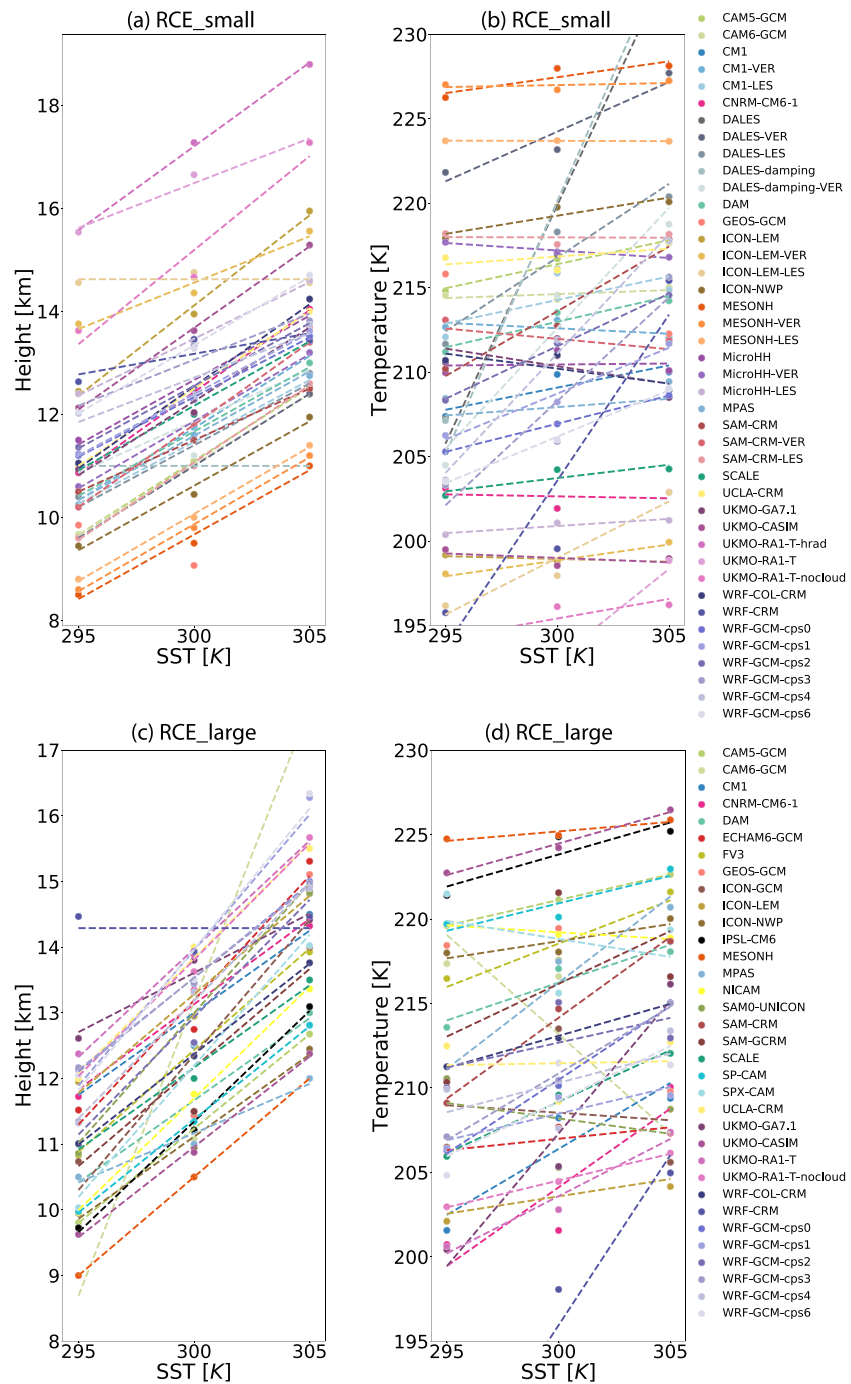 (a) RCE_small
(b) RCE_small
Height [km]
18
16
14
12
10
8
295
300
305
SST [K]
Temperature [K]
230
225
220
215
210
205
200
195
295
300
305
SST [K]
CAM5-GCM
CAM6-GCM
CM1
CM1-VER
CM1-LES
CNRM-CM6-1
DALES
DALES-VER
DALES-LES
DALES-damping
DALES-damping-VER
DAM
GEOS-GCM
ICON-LEM
ICON-LEM-VER
ICON-LEM-LES
ICON-NWP
MESONH
MESONH-VER
MESONH-LES
MicroHH
MicroHH-VER
MicroHH-LES
MPAS
SAM-CRM
SAM-CRM-VER
SAM-CRM-LES
SCALE
UCLA-CRM
UKMO-GA7.1
UKMO-CASIM
UKMO-RA1-T-hrad
UKMO-RA1-T
UKMO-RA1-T-nocloud
WRF-COL-CRM
WRF-CRM
WRF-GCM-cps0
WRF-GCM-cps1
WRF-GCM-cps2
WRF-GCM-cps3
WRF-GCM-cps4
WRF-GCM-cps6
(c) RCE_large
(d) RCE_large
Height [km]
17
16
15
14
13
12
11
10
9
8
295
300
305
SST [K]
Temperature [K]
230
225
220
215
210
205
200
195
295
300
305
SST [K]
CAM5-GCM
CAM6-GCM
CM1
CNRM-CM6-1
DAM
ECHAM6-GCM
FV3
GEOS-GCM
ICON-GCM
ICON-LEM
ICON-NWP
IPSL-CM6
MESONH
MPAS
NICAM
SAM0-UNICON
SAM-CRM
SAM-GCRM
SCALE
SP-CAM
SPX-CAM
UCLA-CRM
UKMO-GA7.1
UKMO-CASIM
UKMO-RA1-T
UKMO-RA1-T-nocloud
WRF-COL-CRM
WRF-CRM
WRF-GCM-cps0
WRF-GCM-cps1
WRF-GCM-cps2
WRF-GCM-cps3
WRF-GCM-cps4
WRF-GCM-cps6